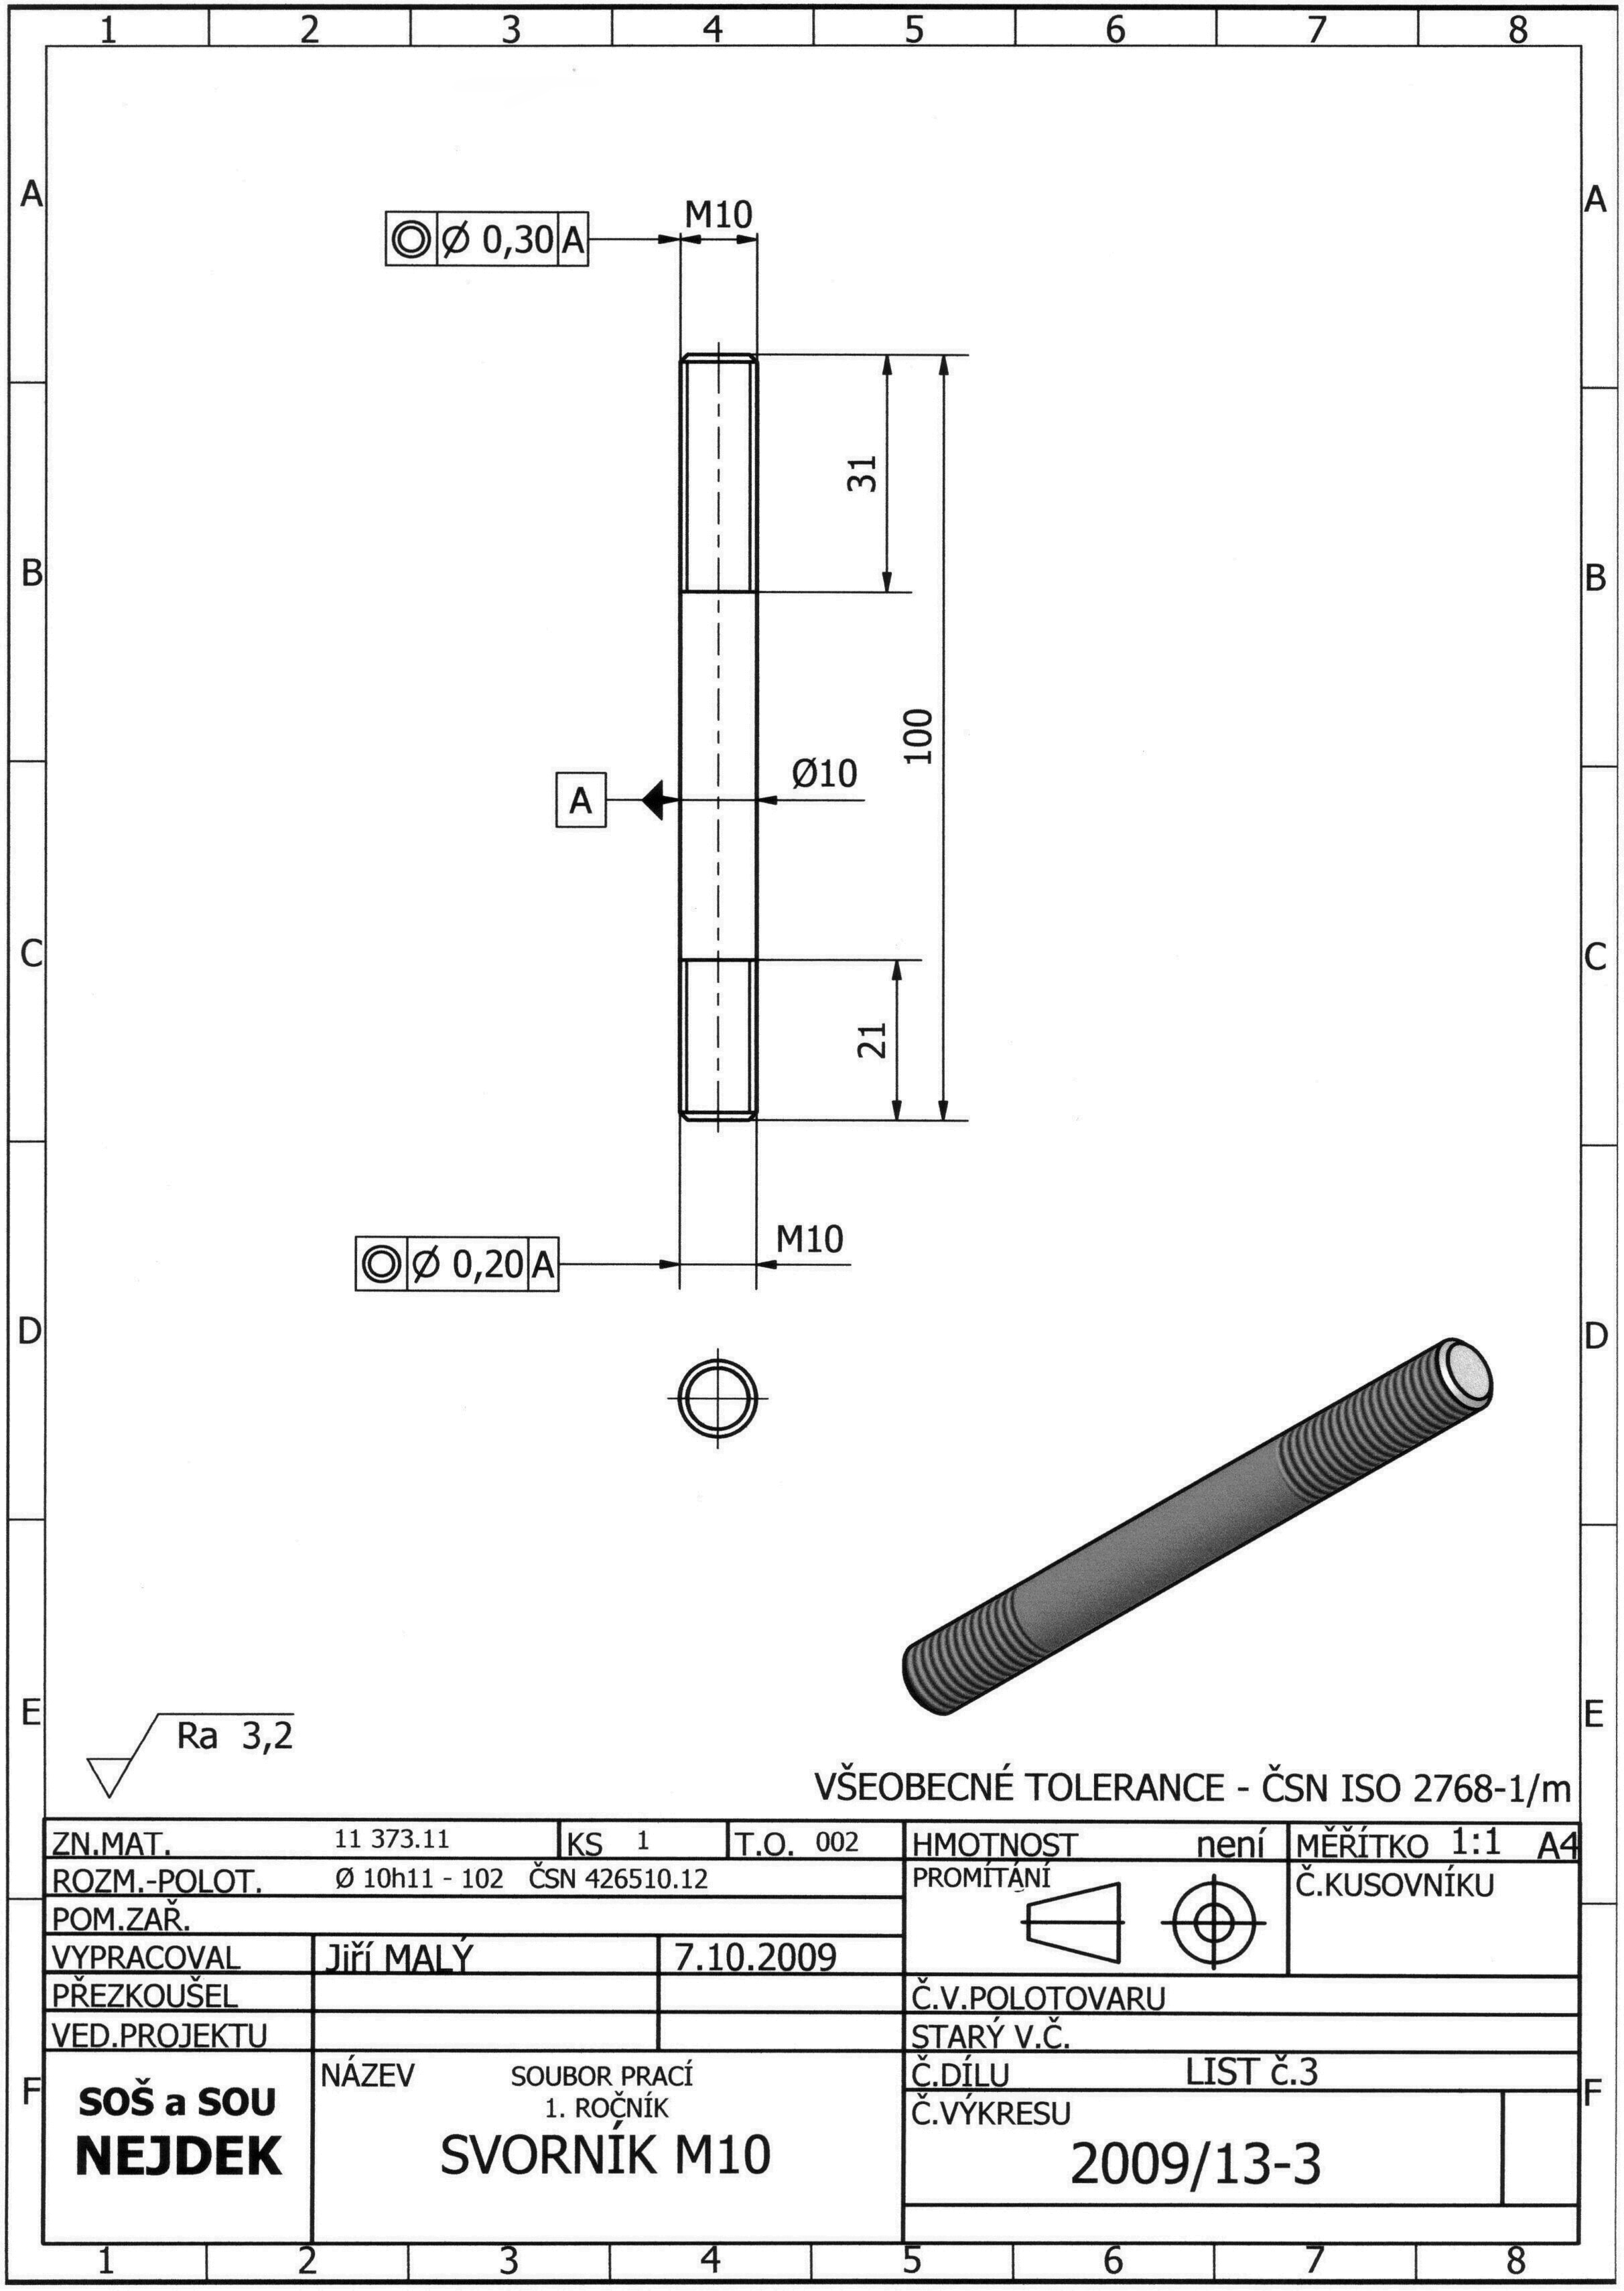 1 2 3 4 5 6 7 8
A A
⌾ Ø 0,30 A
M10
31
B B
100
A
Ø10
C C
21
⌾ Ø 0,20 A
M10
D D
E E
Ra 3,2
VŠEOBECNÉ TOLERANCE - ČSN ISO 2768-1/m
ZN.MAT. 11 373.11 KS 1 T.O. 002 HMOTNOST není MĚŘÍTKO 1:1 A4
ROZM.-POLOT. Ø 10h11 - 102 ČSN 426510.12 PROMÍTÁNÍ Č.KUSOVNÍKU
POM.ZAŘ.
VYPRACOVAL Jiří MALÝ 7.10.2009
PŘEZKOUŠEL Č.V.POLOTOVARU
VED.PROJEKTU STARÝ V.Č.
F F
SOŠ a SOU
NEJDEK
NÁZEV SOUBOR PRACÍ
1. ROČNÍK
SVORNÍK M10
Č.DÍLU LIST č.3
Č.VÝKRESU
2009/13-3
1 2 3 4 5 6 7 8